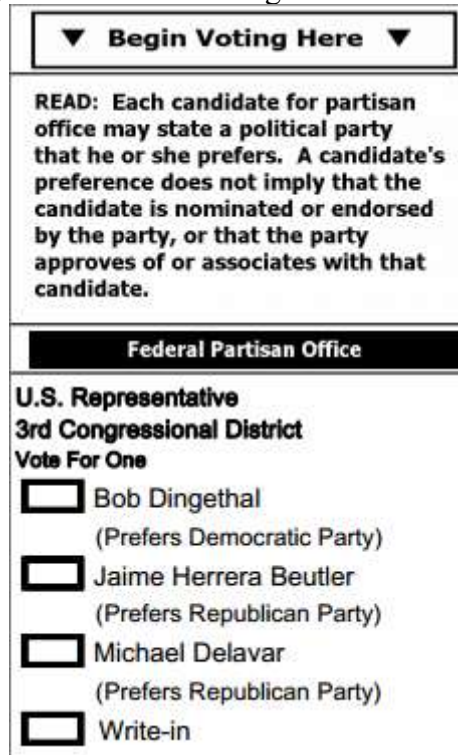 ▼ Begin Voting Here ▼
READ: Each candidate for partisan
office may state a political party
that he or she prefers. A candidate's
preference does not imply that the
candidate is nominated or endorsed
by the party, or that the party
approves of or associates with that
candidate.
Federal Partisan Office
U.S. Representative
3rd Congressional District
Vote For One
Bob Dingethal
(Prefers Democratic Party)
Jaime Herrera Beutler
(Prefers Republican Party)
Michael Delavar
(Prefers Republican Party)
Write-in